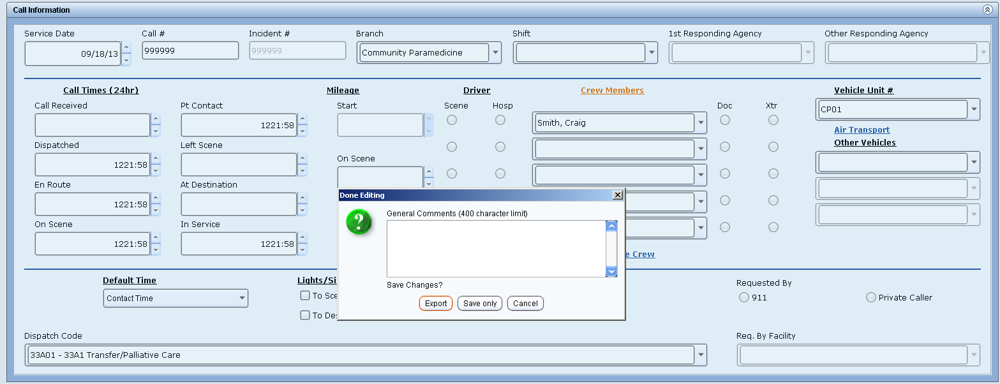 Call Information
Service Date Call # Incident # Branch Shift 1st Responding Agency Other Responding Agency
09/18/13 999999 999999 Community Paramedicine
Call Times (24hr) Mileage Driver Crew Members Vehicle Unit #
Call Received Pt Contact Start Scene Hosp Doc Xtr
1221:58 Smith, Craig CP01
Air Transport
Dispatched Left Scene Other Vehicles
1221:58 On Scene
En Route At Destination
1221:58
On Scene In Service
1221:58 1221:58
Done Editing
General Comments (400 character limit)
Save Changes?
Export Save only Cancel
e Crew
Default Time Lights/Si Requested By
Contact Time To Sce 911 Private Caller
To Des
Dispatch Code Req. By Facility
33A01 - 33A1 Transfer/Palliative Care